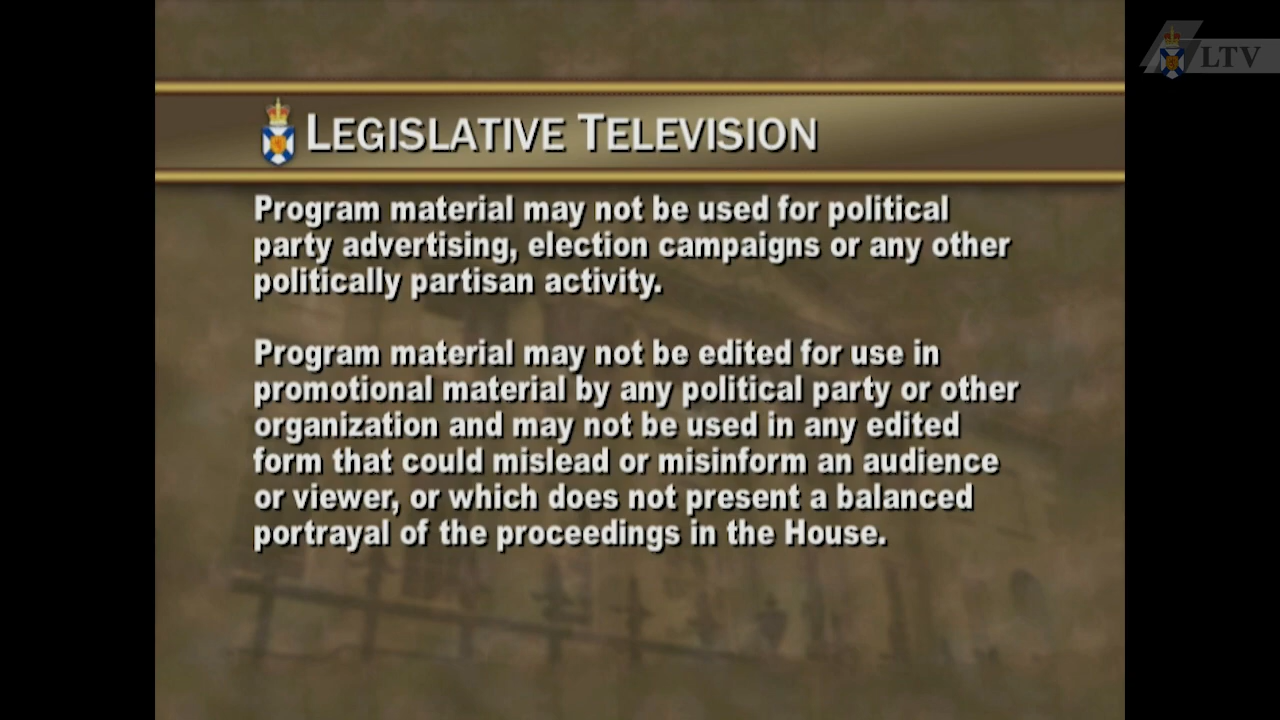 LTV
LEGISLATIVE TELEVISION
Program material may not be used for political
party advertising, election campaigns or any other
politically partisan activity.
Program material may not be edited for use in
promotional material by any political party or other
organization and may not be used in any edited
form that could mislead or misinform an audience
or viewer, or which does not present a balanced
portrayal of the proceedings in the House.